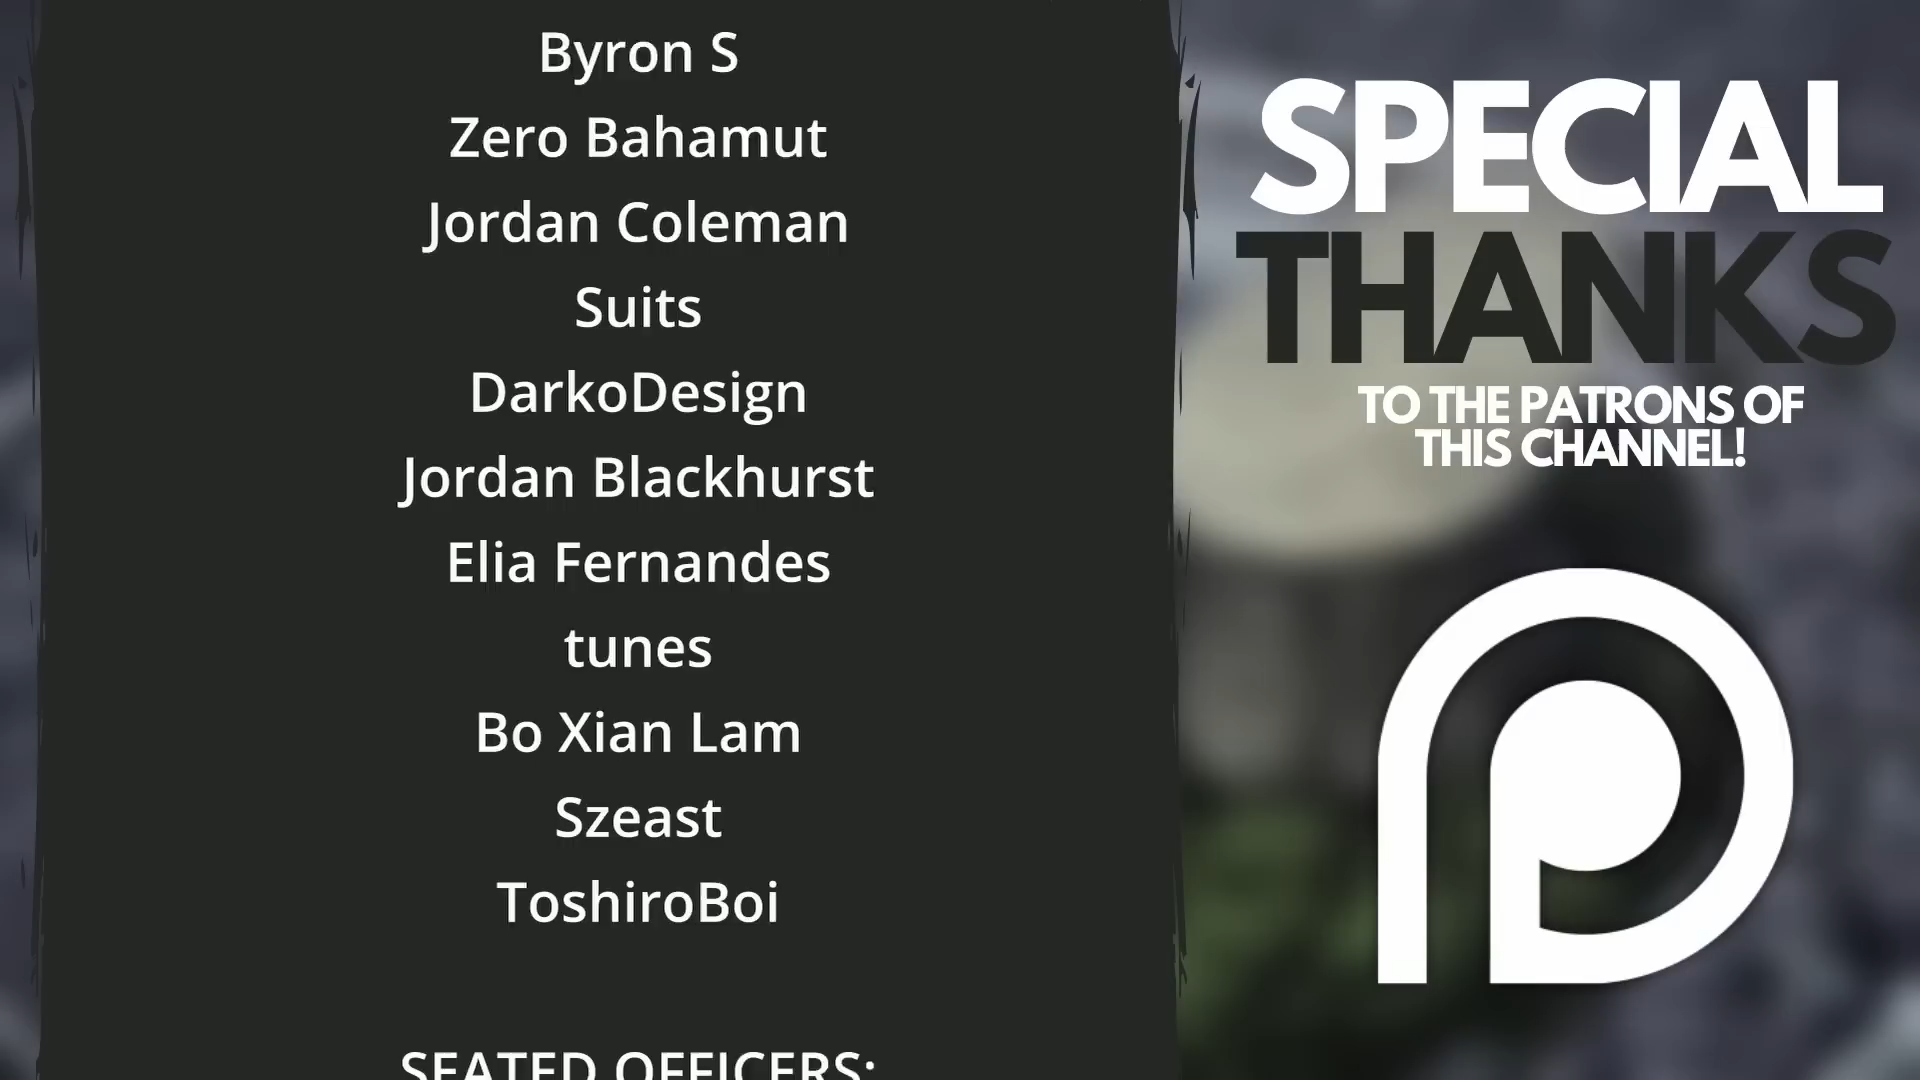 Byron S
Zero Bahamut
Jordan Coleman
Suits
DarkoDesign
Jordan Blackhurst
Elia Fernandes
tunes
Bo Xian Lam
Szeast
ToshiroBoi
SEATED OFFICERS:
SPECIAL
THANKS
TO THE PATRONS OF
THIS CHANNEL!